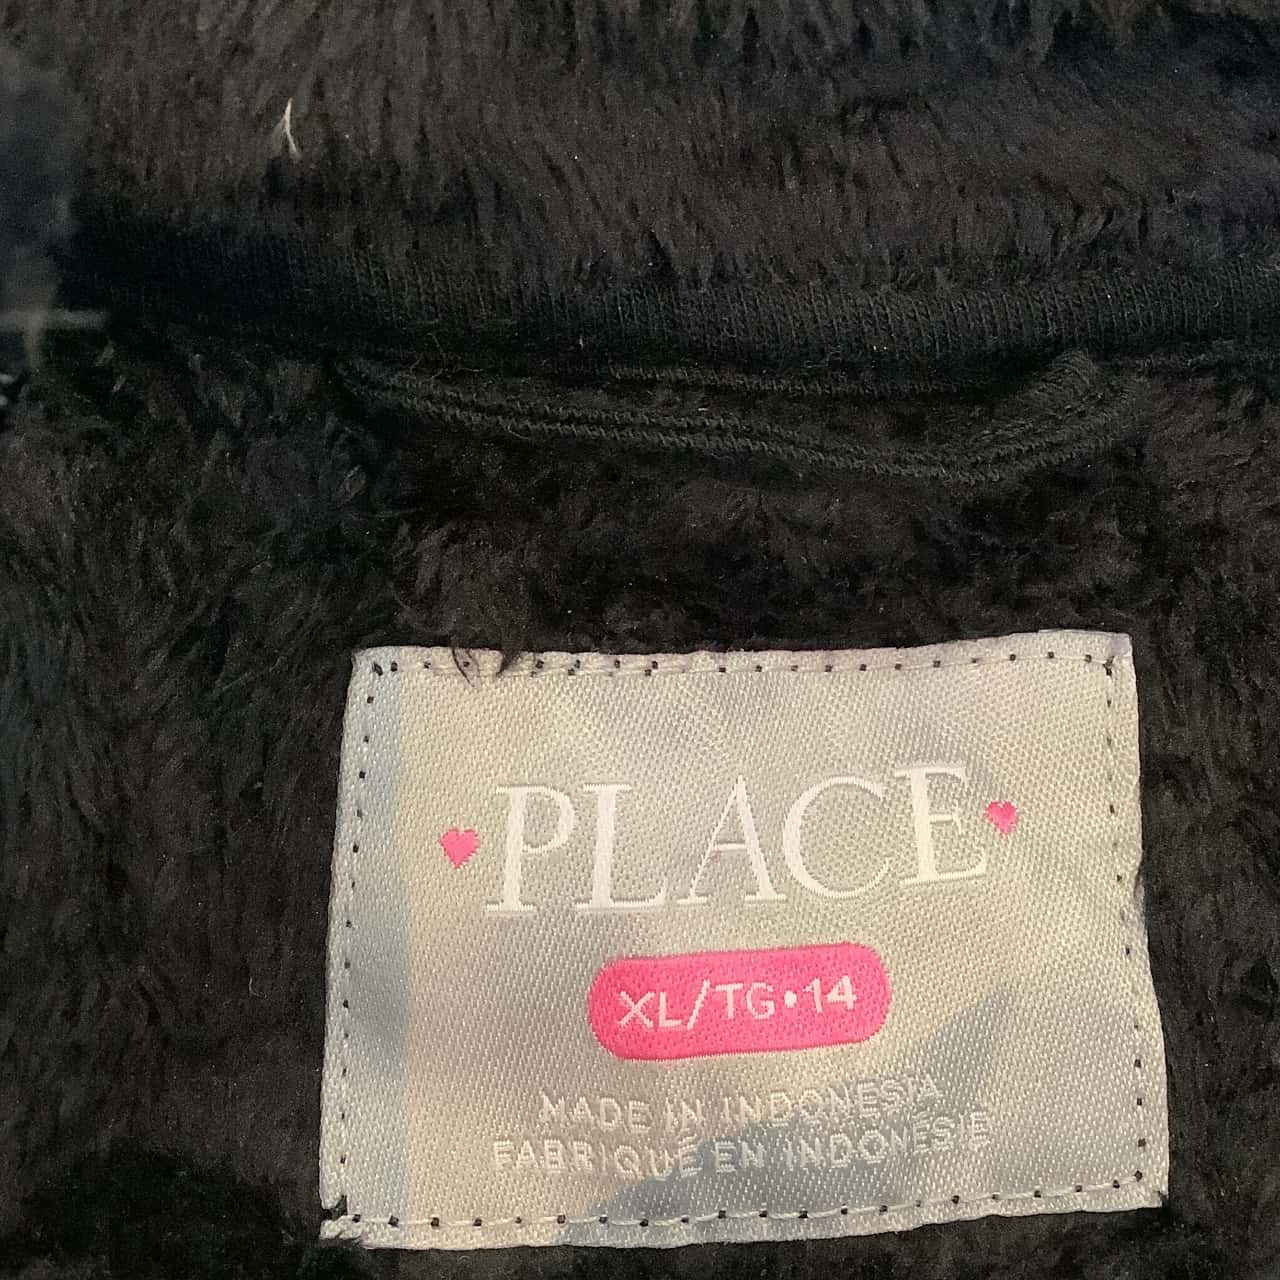 PLACE
XL/TG•14
MADE IN INDONESIA
FABRIQUÉ EN INDONÉSIE